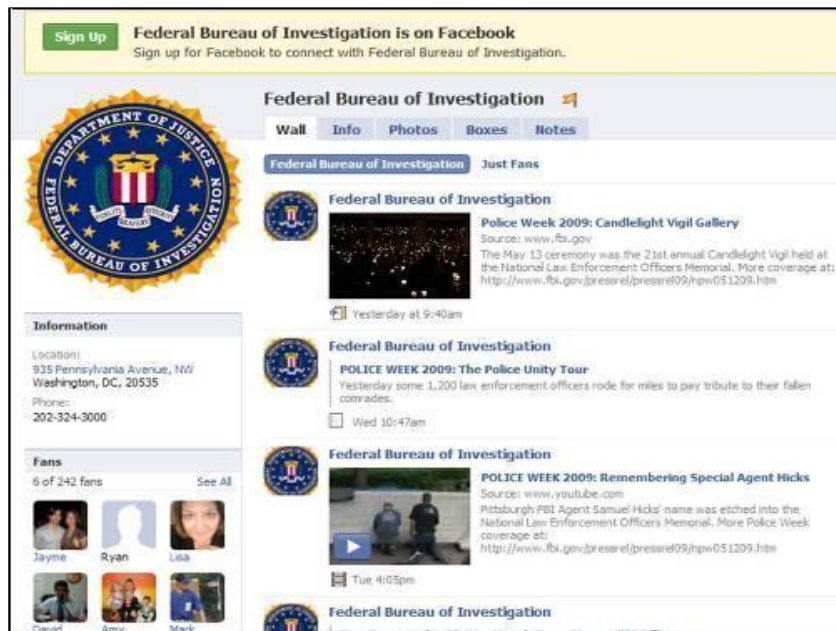 Sign Up
Federal Bureau of Investigation is on Facebook
Sign up for Facebook to connect with Federal Bureau of Investigation.
DEPARTMENT OF JUSTICE
FIDELITY BRAVERY INTEGRITY
FEDERAL BUREAU OF INVESTIGATION
Federal Bureau of Investigation
Wall Info Photos Boxes Notes
Federal Bureau of Investigation Just Fans
Federal Bureau of Investigation
Police Week 2009: Candlelight Vigil Gallery
Source: www.fbi.gov
The May 13 ceremony was the 21st annual Candlelight Vigil held at
the National Law Enforcement Officers Memorial. More coverage at:
http://www.fbi.gov/pressrel/pressrel09/npw051209.htm
Yesterday at 9:40am
Federal Bureau of Investigation
POLICE WEEK 2009: The Police Unity Tour
Yesterday some 1,200 law enforcement officers rode for miles to pay tribute to their fallen
comrades.
Wed 10:47am
Federal Bureau of Investigation
POLICE WEEK 2009: Remembering Special Agent Hicks
Source: www.youtube.com
Pittsburgh FBI Agent Samuel Hicks' name was etched into the
National Law Enforcement Officers Memorial. More Police Week
coverage at:
http://www.fbi.gov/pressrel/pressrel09/npw051209.htm
Tue 4:05pm
Federal Bureau of Investigation
Information
Location:
935 Pennsylvania Avenue, NW
Washington, DC, 20535
Phone:
202-324-3000
Fans
6 of 242 fans See All
Jayme Ryan Lisa
David Amy Mark